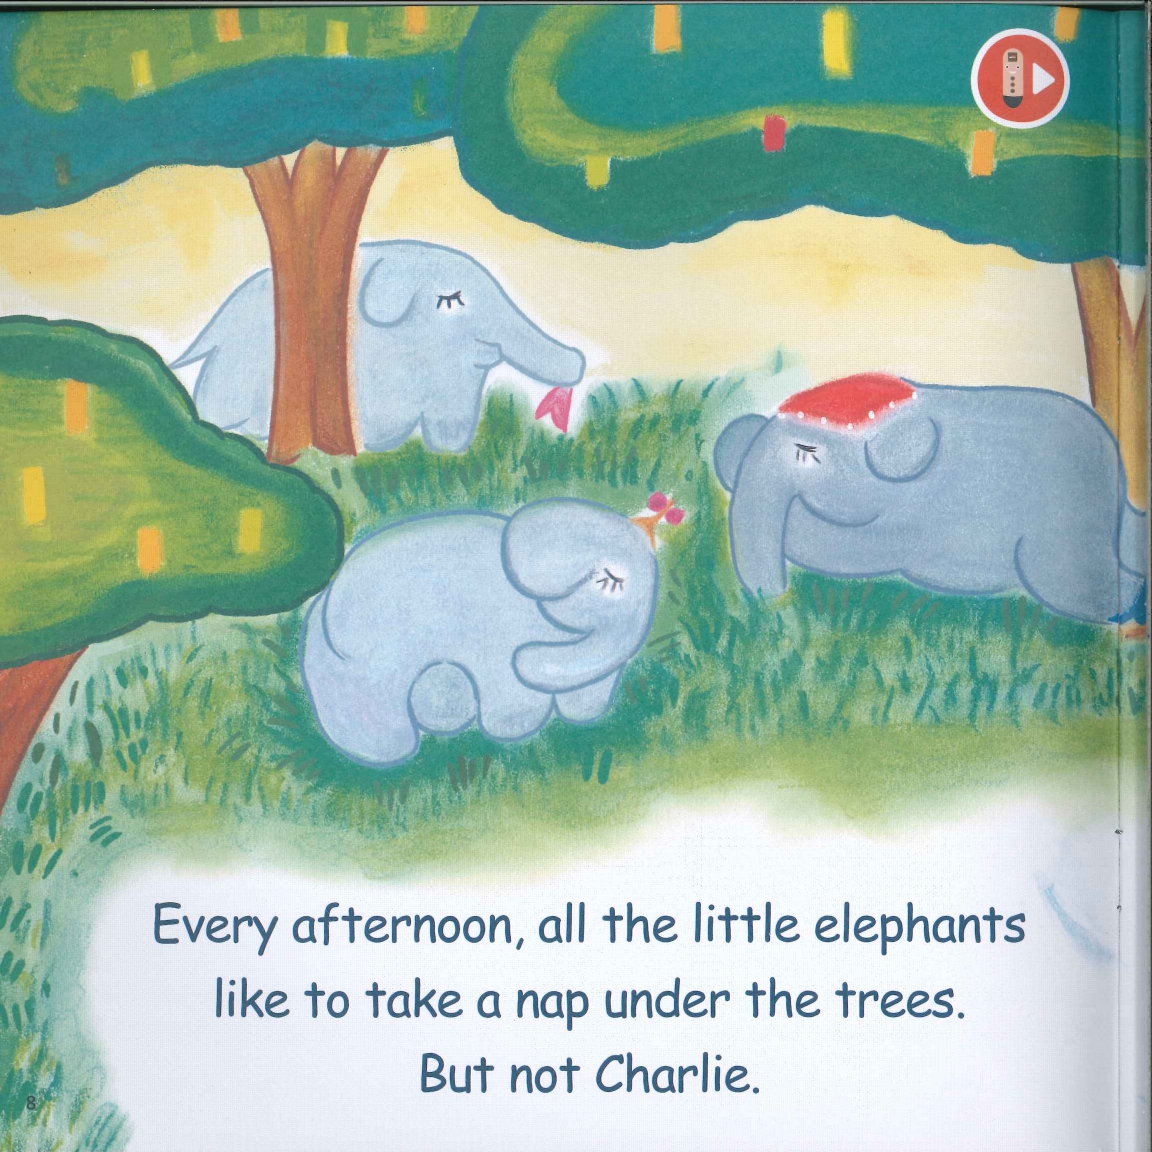 Every afternoon, all the little elephants
like to take a nap under the trees.
But not Charlie.
8